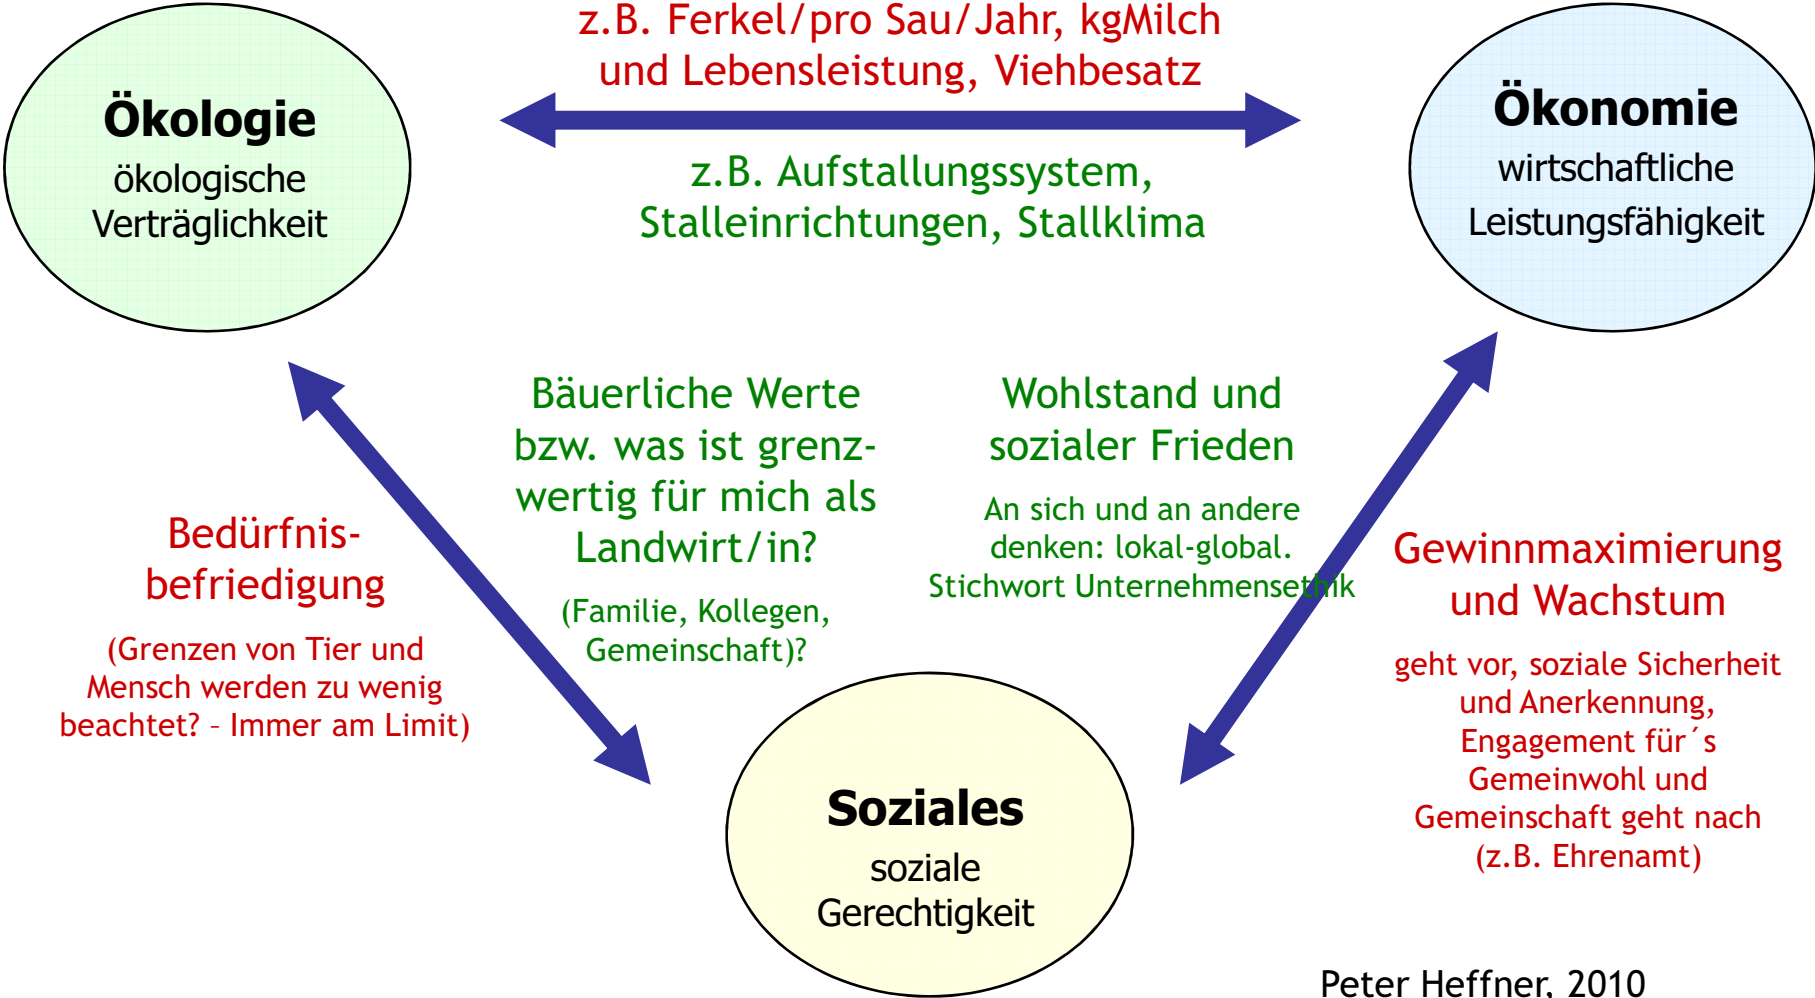 z.B. Ferkel/pro Sau/Jahr, kgMilch
und Lebensleistung, Viehbesatz
Ökologie
ökologische
Verträglichkeit
z.B. Aufstallungssystem,
Stalleinrichtungen, Stallklima
Ökonomie
wirtschaftliche
Leistungsfähigkeit
Bedürfnis-
befriedigung
(Grenzen von Tier und
Mensch werden zu wenig
beachtet? – Immer am Limit)
Bäuerliche Werte
bzw. was ist grenz-
wertig für mich als
Landwirt/in?
(Familie, Kollegen,
Gemeinschaft)?
Wohlstand und
sozialer Frieden
An sich und an andere
denken: lokal-global.
Stichwort Unternehmensethik
Gewinnmaximierung
und Wachstum
geht vor, soziale Sicherheit
und Anerkennung,
Engagement für´s
Gemeinwohl und
Gemeinschaft geht nach
(z.B. Ehrenamt)
Soziales
soziale
Gerechtigkeit
Peter Heffner, 2010